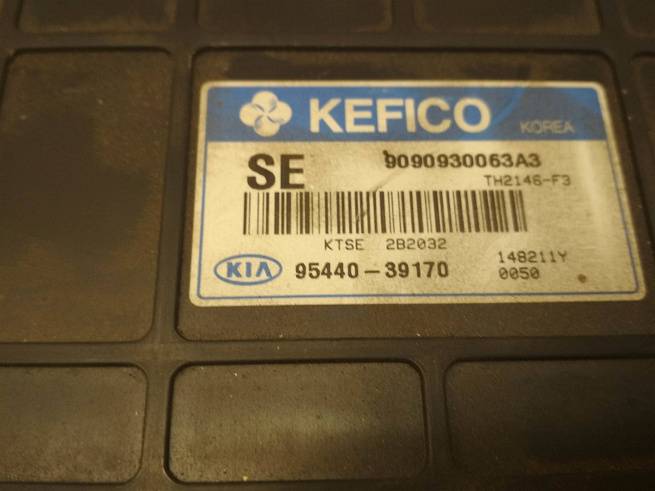 KEFICO KOREA
SE 9090930063A3
TH2146-F3
KTSE 2B2032
KIA 95440-39170 148211Y
0050